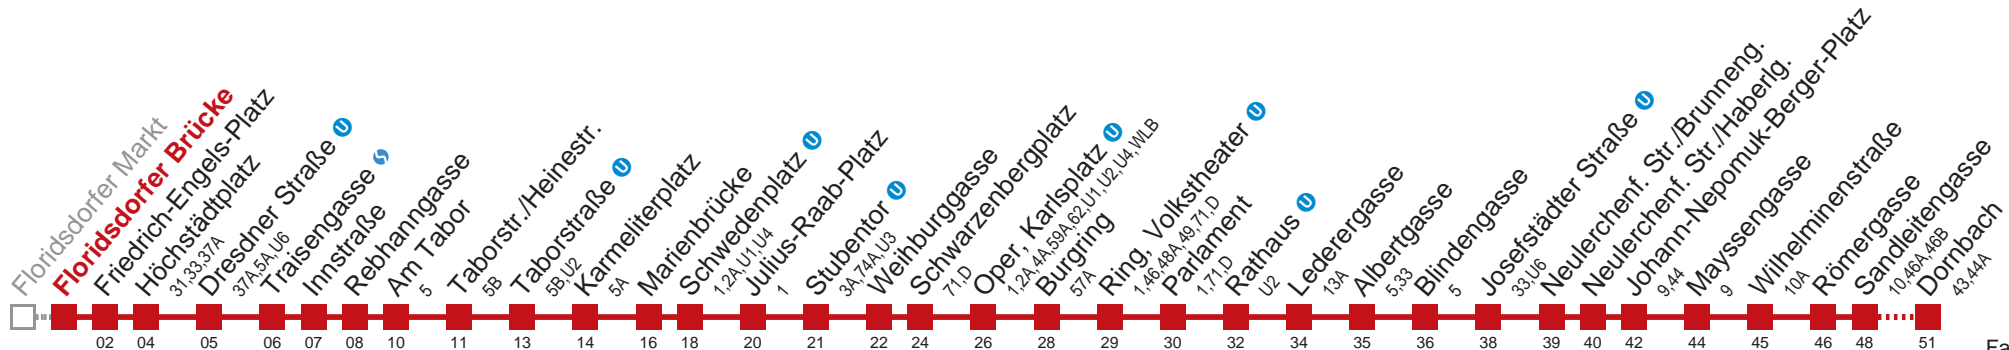 Floridsdorfer Markt
Floridsdorfer Brücke
Friedrich-Engels-Platz
Höchstädtplatz
31,33,37A
Dresdner Straße U
37A,5A,U6
Traisengasse
Innstraße
Rebhanngasse
Am Tabor
5
Taborstr./Heinestr.
5B
Taborstraße U
5B,U2
Karmeliterplatz
5A
Marienbrücke
Schwedenplatz U
1,2A,U1,U4
Julius-Raab-Platz
1
Stubentor U
3A,74A,U3
Weihburggasse
Schwarzenbergplatz
71,D
Oper, Karlsplatz U
1,2A,4A,59A,62,U1,U2,U4,WLB
Burgring
57A
Ring, Volkstheater U
1,46,48A,49,71,D
Parlament
1,71,D
Rathaus U
U2
Lederergasse
13A
Albertgasse
5,33
Blindengasse
5
Josefstädter Straße U
33,U6
Neulerchenf. Str./Brunneng.
Neulerchenf. Str./Haberlg.
Johann-Nepomuk-Berger-Platz
9,44
Mayssengasse
9
Wilhelminenstraße
10A
Römergasse
Sandleitengasse
10,46A,46B
Dornbach
43,44A
02 04 05 06 07 08 10 11 13 14 16 18 20 21 22 24 26 28 29 30 32 34 35 36 38 39 40 42 44 45 46 48 51